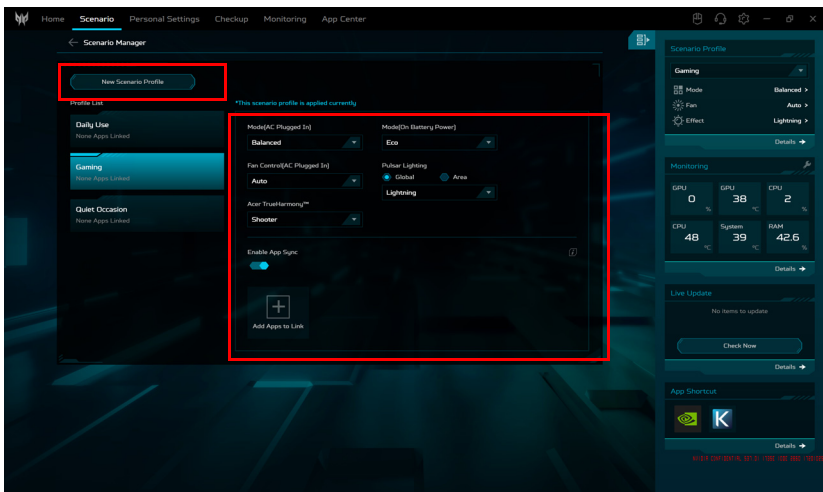 Home Scenario Personal Settings Checkup Monitoring App Center
Scenario Manager
New Scenario Profile
Profile List
Daily Use
None Apps Linked
Gaming
None Apps Linked
Quiet Occasion
None Apps Linked
*This scenario profile is applied currently
Mode(AC Plugged In) Mode(On Battery Power)
Balanced Eco
Fan Control(AC Plugged In) Pulsar Lighting
Auto Global Area
Lightning
Acer TrueHarmony™
Shooter
Enable App Sync
Add Apps to Link
Scenario Profile
Gaming
Mode Balanced >
Fan Auto >
Effect Lightning >
Details
Monitoring
GPU GPU CPU
0 % 38 °C 2 %
CPU System RAM
48 °C 39 °C 42.6 %
Details
Live Update
No items to update
Check Now
Details
App Shortcut
K
Details